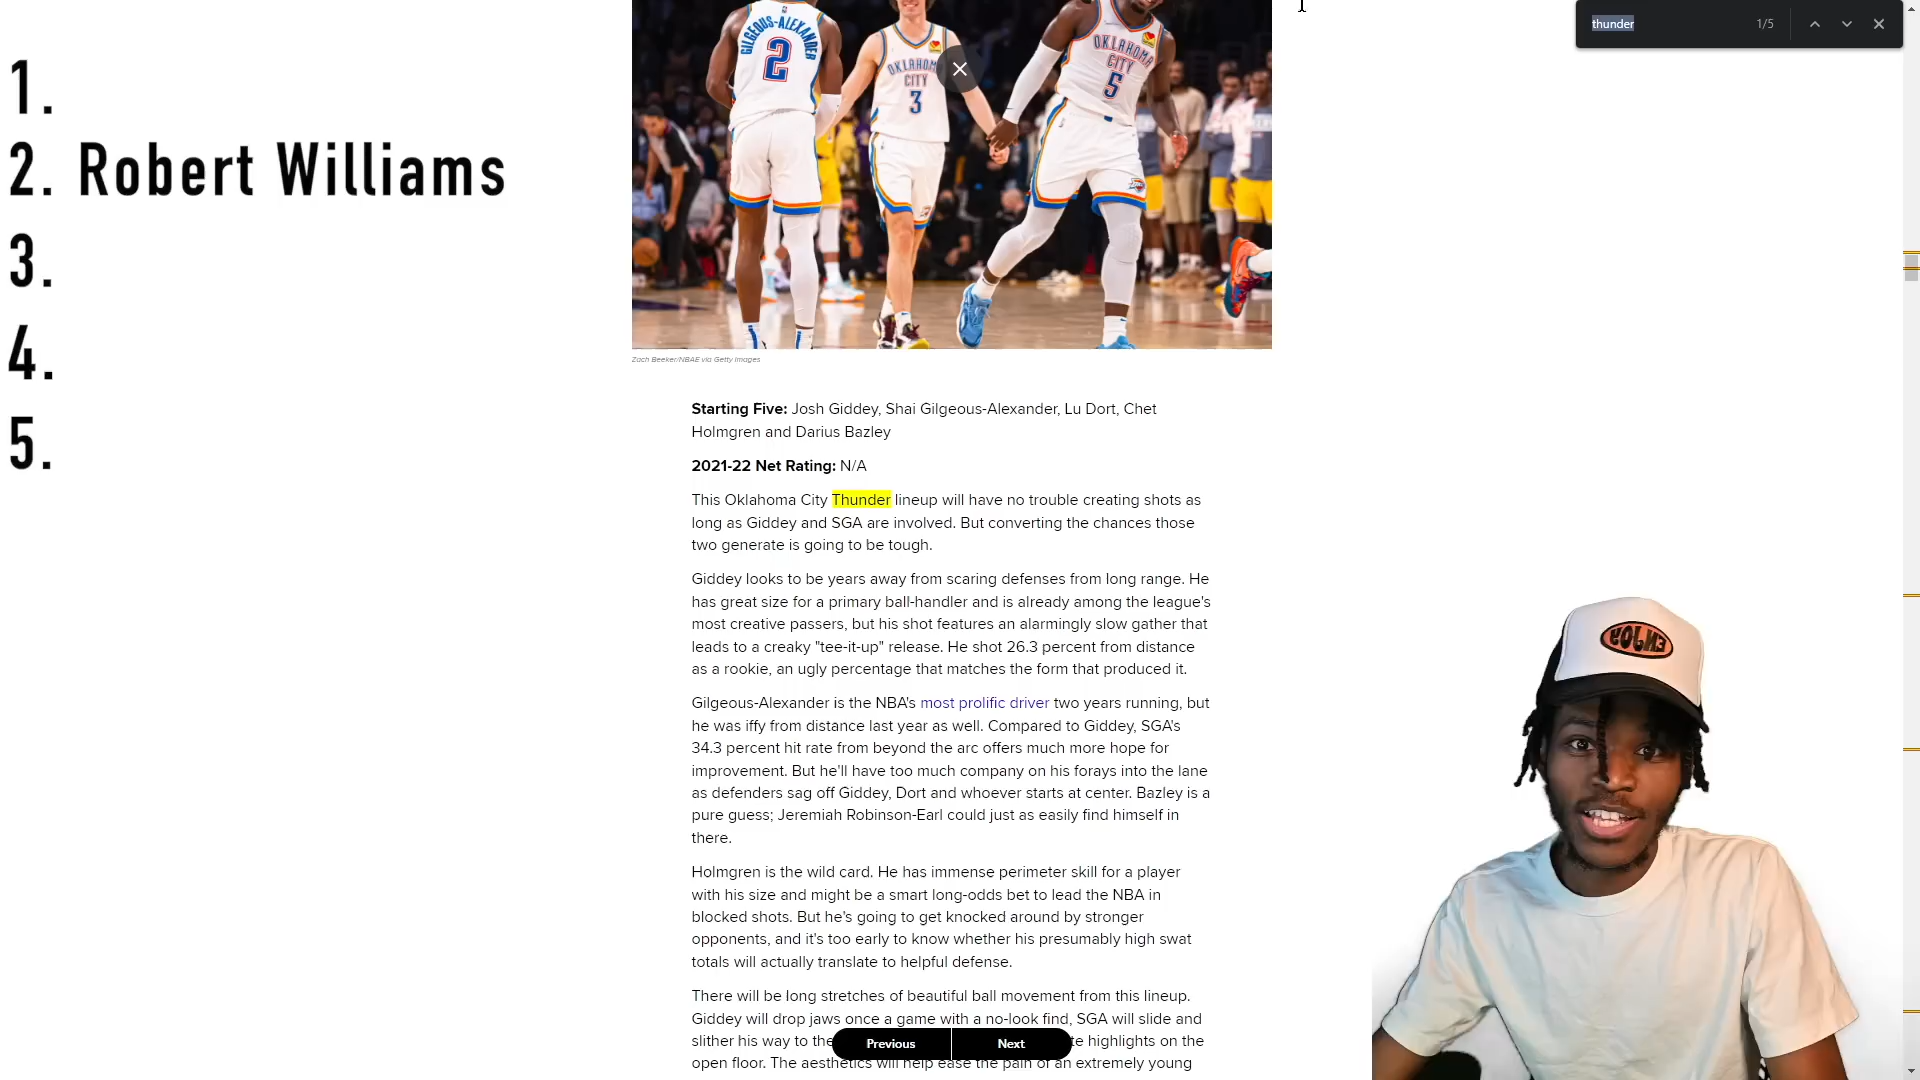 thunder
1/5
1.
2. Robert Williams
3.
4.
5.
GILGEOUS-ALEXANDER
2
OKLAHOMA
CITY
3
OKLAHOMA
CITY
5
Zach Beeker/NBAE via Getty Images
Starting Five: Josh Giddey, Shai Gilgeous-Alexander, Lu Dort, Chet
Holmgren and Darius Bazley
2021-22 Net Rating: N/A
This Oklahoma City Thunder lineup will have no trouble creating shots as
long as Giddey and SGA are involved. But converting the chances those
two generate is going to be tough.
Giddey looks to be years away from scaring defenses from long range. He
has great size for a primary ball-handler and is already among the league's
most creative passers, but his shot features an alarmingly slow gather that
leads to a creaky "tee-it-up" release. He shot 26.3 percent from distance
as a rookie, an ugly percentage that matches the form that produced it.
Gilgeous-Alexander is the NBA's most prolific driver two years running, but
he was iffy from distance last year as well. Compared to Giddey, SGA's
34.3 percent hit rate from beyond the arc offers much more hope for
improvement. But he'll have too much company on his forays into the lane
as defenders sag off Giddey, Dort and whoever starts at center. Bazley is a
pure guess; Jeremiah Robinson-Earl could just as easily find himself in
there.
Holmgren is the wild card. He has immense perimeter skill for a player
with his size and might be a smart long-odds bet to lead the NBA in
blocked shots. But he's going to get knocked around by stronger
opponents, and it's too early to know whether his presumably high swat
totals will actually translate to helpful defense.
There will be long stretches of beautiful ball movement from this lineup.
Giddey will drop jaws once a game with a no-look find, SGA will slide and
slither his way to the te highlights on the
open floor. The aesthetics will help ease the pain of an extremely young
Previous
Next
ENJOY